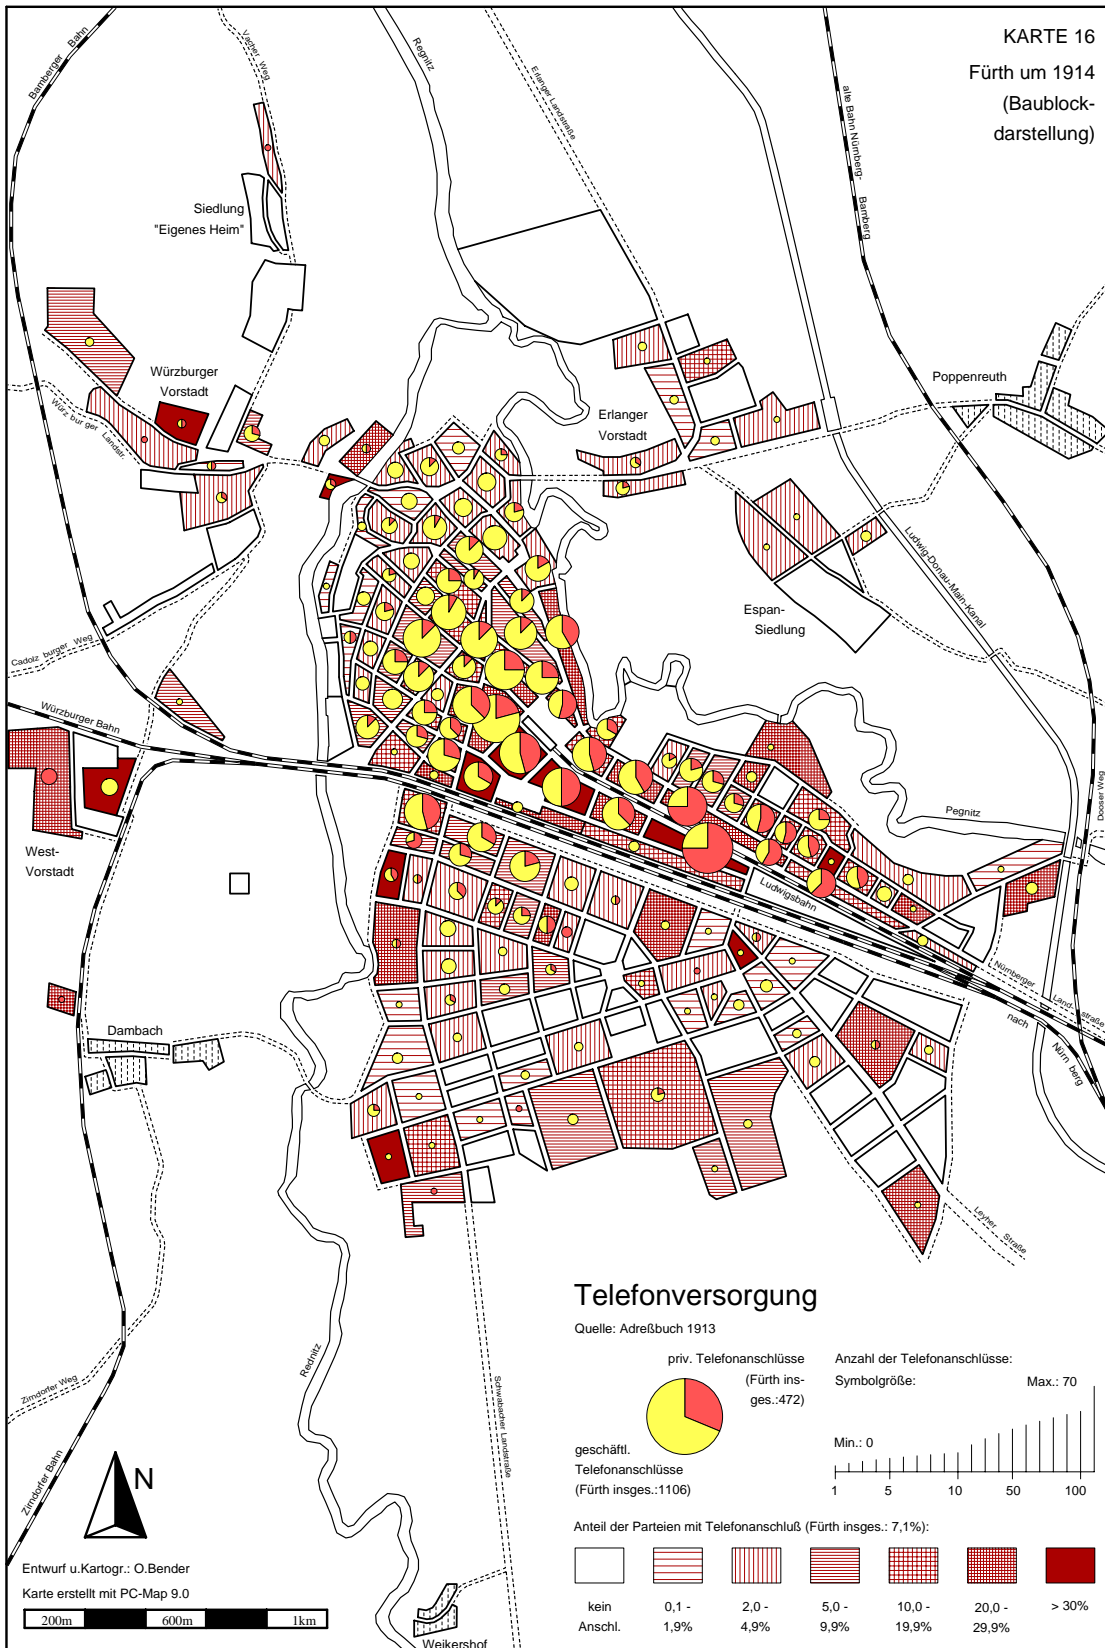 KARTE 16
Fürth um 1914
(Baublock-
darstellung)
Bamberger Bahn
Vacher Weg
Regnitz
Erlanger Landstraße
alte Bahn Nürnberg-
Bamberg
Siedlung
"Eigenes Heim"
Würzburger
Vorstadt
Würzburger Landstr.
Erlanger
Vorstadt
Poppenreuth
Ludwig-Donau-Main-Kanal
Espan-
Siedlung
Cadolzburger Weg
Würzburger Bahn
West-
Vorstadt
Pegnitz
Dooser Weg
Ludwigsbahn
Nürnberger Land-straße
nach Nürnberg
Dambach
Leyher Straße
Rednitz
Schwabacher Landstraße
Zirndorfer Weg
Zirndorfer Bahn
Weikershof
Telefonversorgung
Quelle: Adreßbuch 1913
priv. Telefonanschlüsse
(Fürth ins-
ges.:472)
geschäftl.
Telefonanschlüsse
(Fürth insges.:1106)
Anzahl der Telefonanschlüsse:
Symbolgröße:
Max.: 70
Min.: 0
1 5 10 50 100
Anteil der Parteien mit Telefonanschluß (Fürth insges.: 7,1%):
kein 0,1 - 2,0 - 5,0 - 10,0 - 20,0 - > 30%
Anschl. 1,9% 4,9% 9,9% 19,9% 29,9%
N
Entwurf u.Kartogr.: O.Bender
Karte erstellt mit PC-Map 9.0
200m 600m 1km